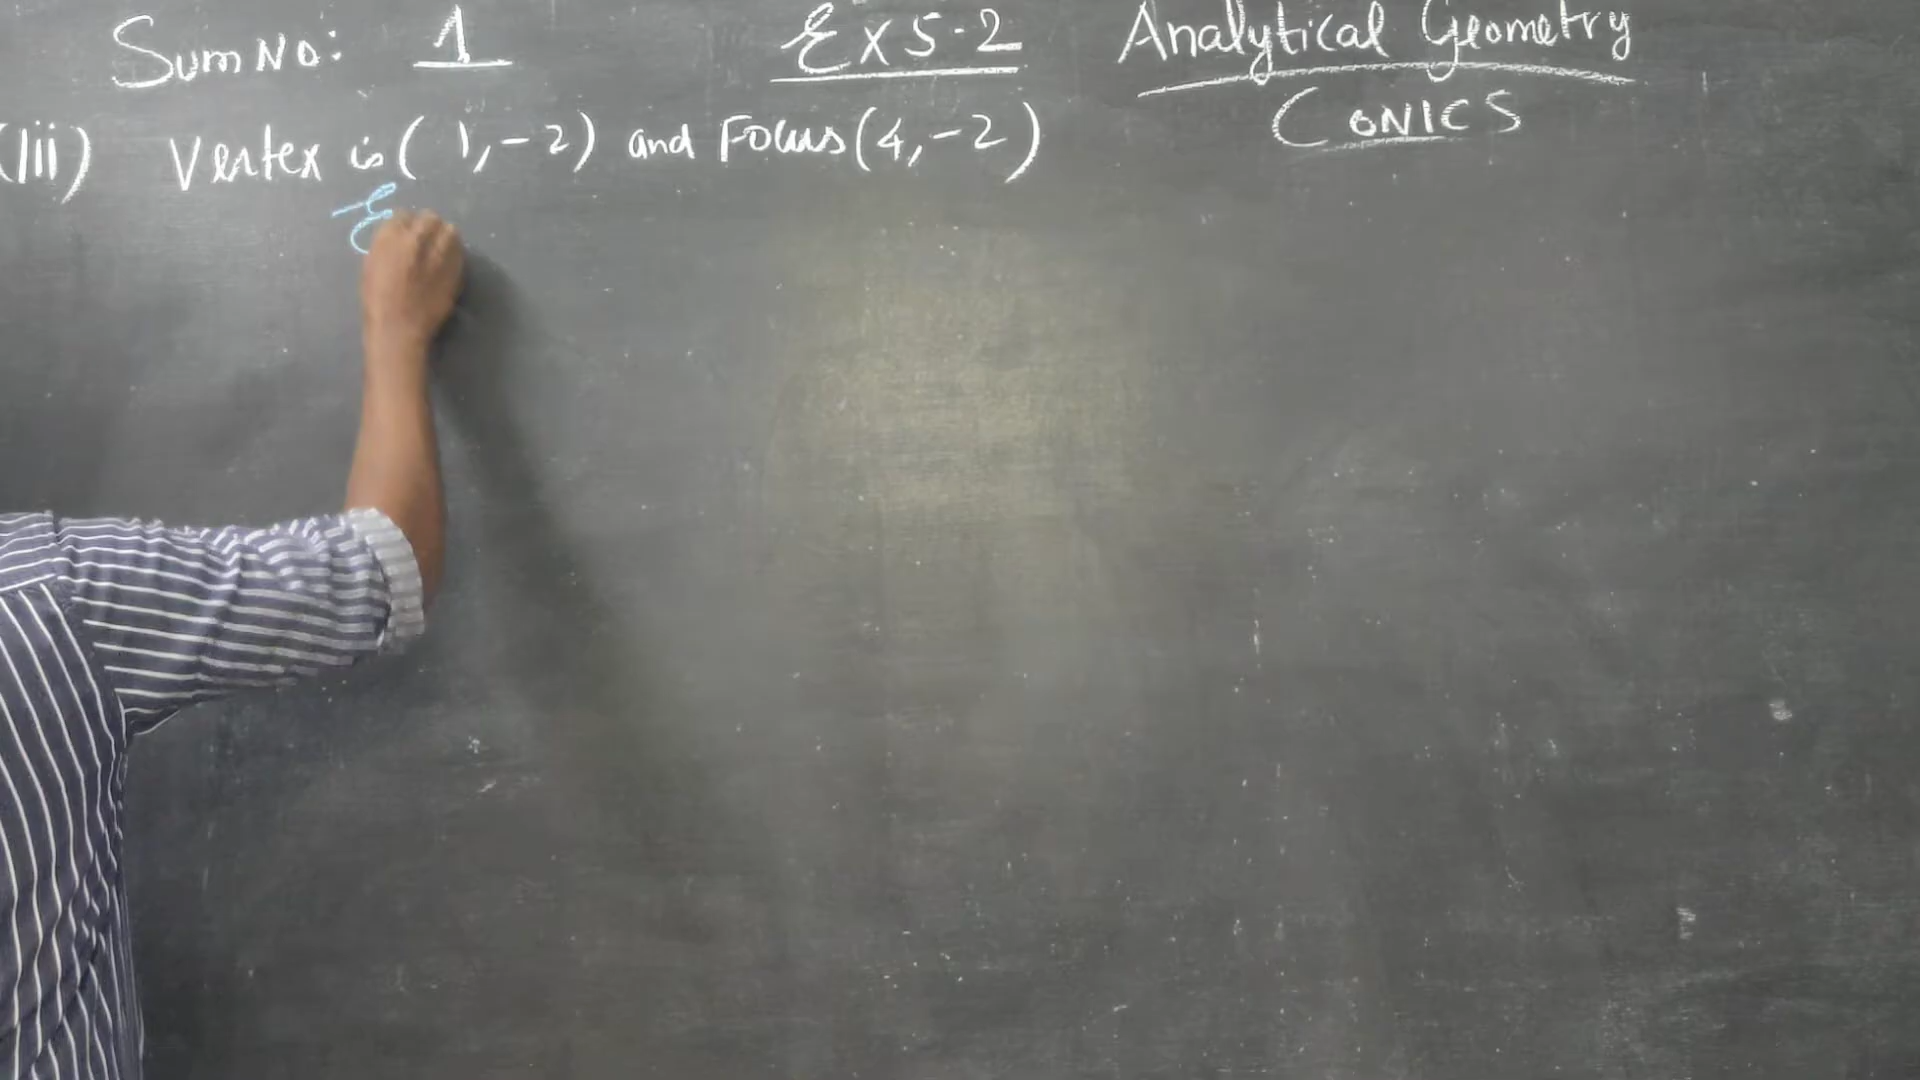 Sum No: 1 Ex 5.2 Analytical Geometry
CONICS
(iii) Vertex is (1,-2) and Focus (4,-2)